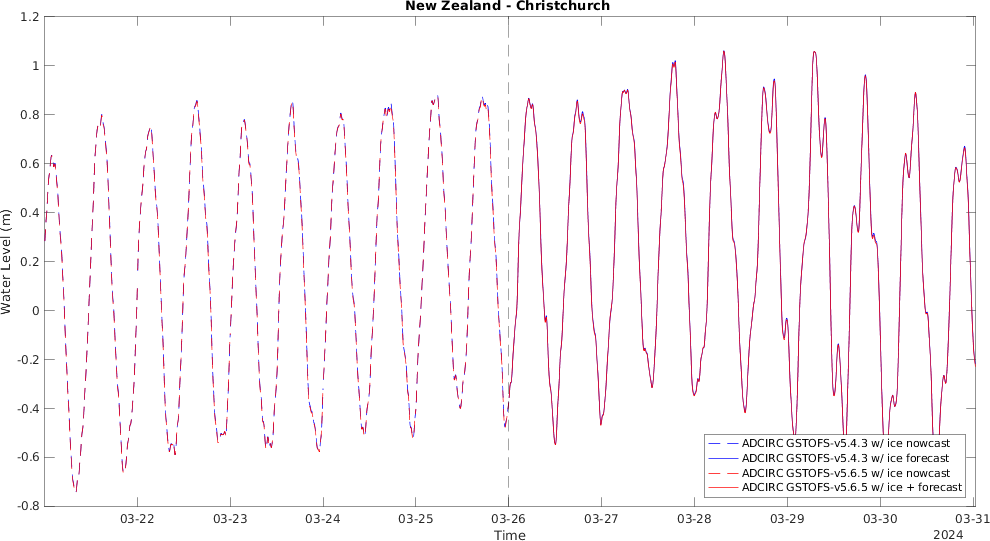 New Zealand - Christchurch
1.2
1
0.8
0.6
0.4
0.2
0
-0.2
-0.4
-0.6
-0.8
Water Level (m)
ADCIRC GSTOFS-v5.4.3 w/ ice nowcast
ADCIRC GSTOFS-v5.4.3 w/ ice forecast
ADCIRC GSTOFS-v5.6.5 w/ ice nowcast
ADCIRC GSTOFS-v5.6.5 w/ ice + forecast
03-22 03-23 03-24 03-25 03-26 03-27 03-28 03-29 03-30 03-31
Time
2024